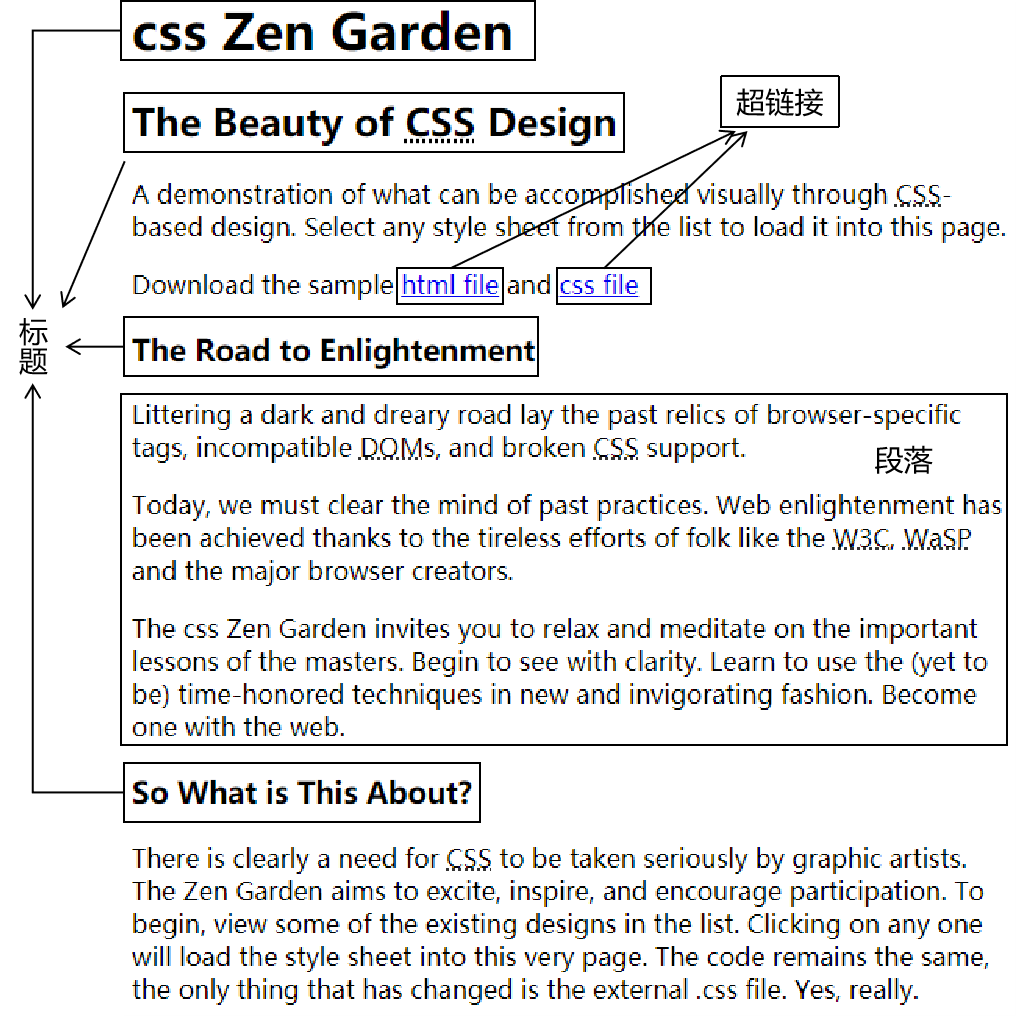 css Zen Garden
The Beauty of CSS Design
超链接
A demonstration of what can be accomplished visually through CSS-
based design. Select any style sheet from the list to load it into this page.
Download the sample html file and css file
标
题
The Road to Enlightenment
Littering a dark and dreary road lay the past relics of browser-specific
tags, incompatible DOMs, and broken CSS support.
段落
Today, we must clear the mind of past practices. Web enlightenment has
been achieved thanks to the tireless efforts of folk like the W3C, WaSP
and the major browser creators.
The css Zen Garden invites you to relax and meditate on the important
lessons of the masters. Begin to see with clarity. Learn to use the (yet to
be) time-honored techniques in new and invigorating fashion. Become
one with the web.
So What is This About?
There is clearly a need for CSS to be taken seriously by graphic artists.
The Zen Garden aims to excite, inspire, and encourage participation. To
begin, view some of the existing designs in the list. Clicking on any one
will load the style sheet into this very page. The code remains the same,
the only thing that has changed is the external .css file. Yes, really.